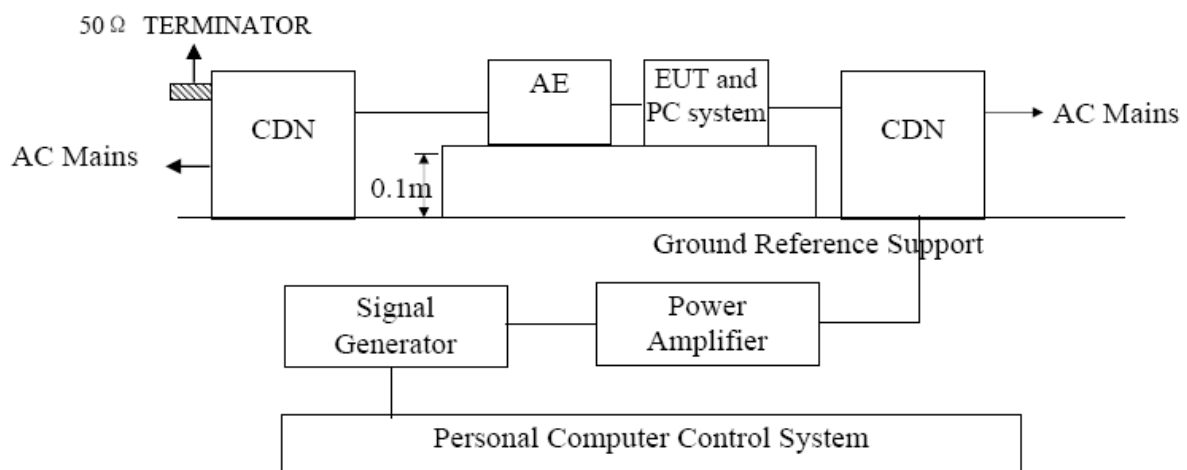 50 Ω TERMINATOR
CDN
AC Mains
AE
EUT and
PC system
CDN
AC Mains
0.1m
Ground Reference Support
Signal
Generator
Power
Amplifier
Personal Computer Control System